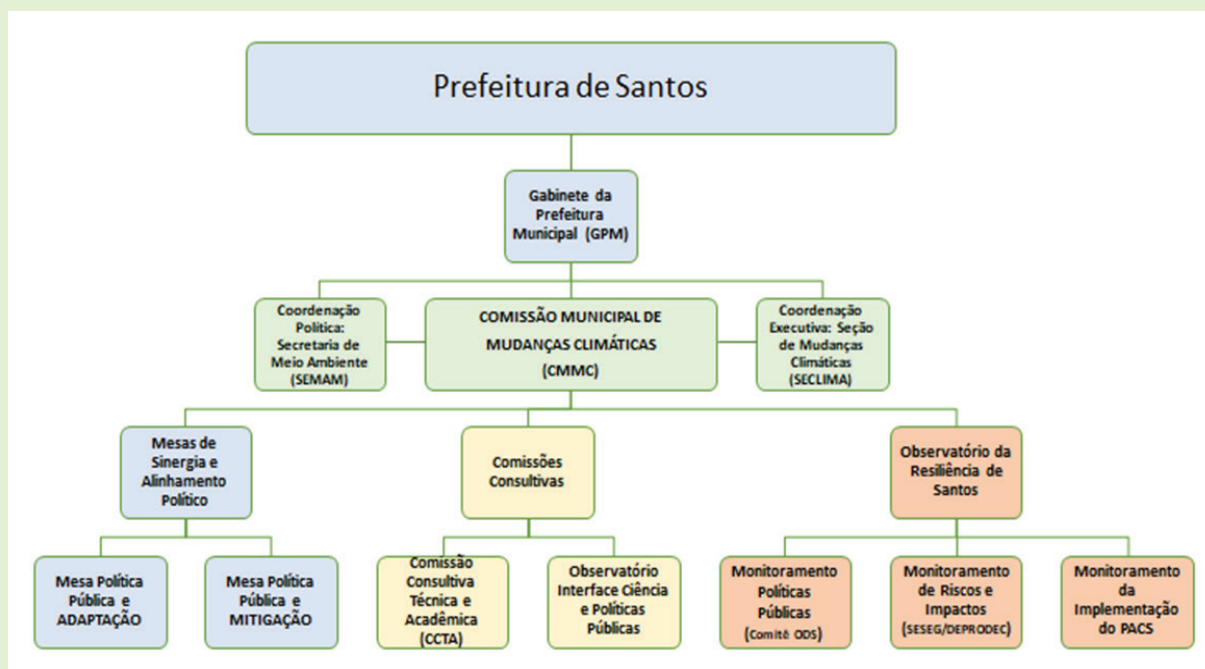 Prefeitura de Santos
Gabinete da
Prefeitura
Municipal (GPM)
Coordenação
Política:
Secretaria de
Meio Ambiente
(SEMAM)
COMISSÃO MUNICIPAL DE
MUDANÇAS CLIMÁTICAS
(CMMC)
Coordenação
Executiva: Seção
de Mudanças
Climáticas
(SECLIMA)
Mesas de
Sinergia e
Alinhamento
Político
Comissões
Consultivas
Observatório da
Resiliência de
Santos
Mesa Política
Pública e
ADAPTAÇÃO
Mesa Política
Pública e
MITIGAÇÃO
Comissão
Consultiva
Técnica e
Acadêmica
(CCTA)
Observatório
Interface Ciência
e Políticas
Públicas
Monitoramento
Políticas
Públicas
(Comitê ODS)
Monitoramento
de Riscos e
Impactos
(SESEG/DEPRODEC)
Monitoramento
da
Implementação
do PACS